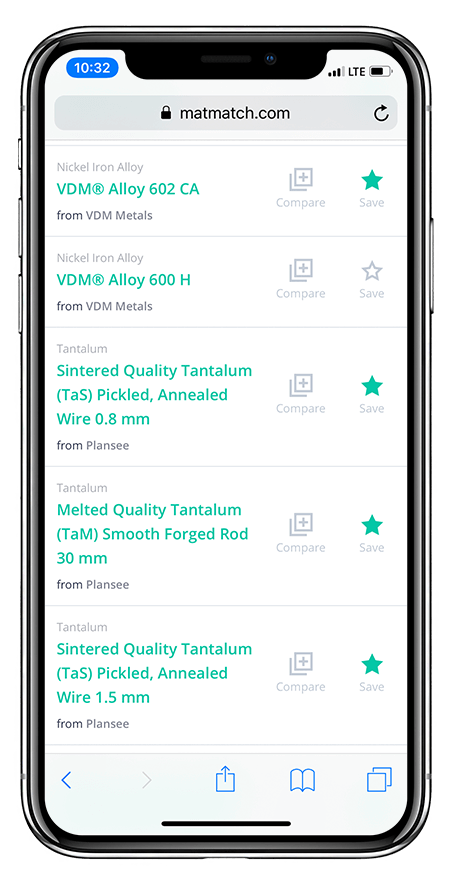 10:32
LTE
matmatch.com
Nickel Iron Alloy
VDM® Alloy 602 CA
from VDM Metals
Compare
Save
Nickel Iron Alloy
VDM® Alloy 600 H
from VDM Metals
Compare
Save
Tantalum
Sintered Quality Tantalum
(TaS) Pickled, Annealed
Wire 0.8 mm
from Plansee
Compare
Save
Tantalum
Melted Quality Tantalum
(TaM) Smooth Forged Rod
30 mm
from Plansee
Compare
Save
Tantalum
Sintered Quality Tantalum
(TaS) Pickled, Annealed
Wire 1.5 mm
from Plansee
Compare
Save